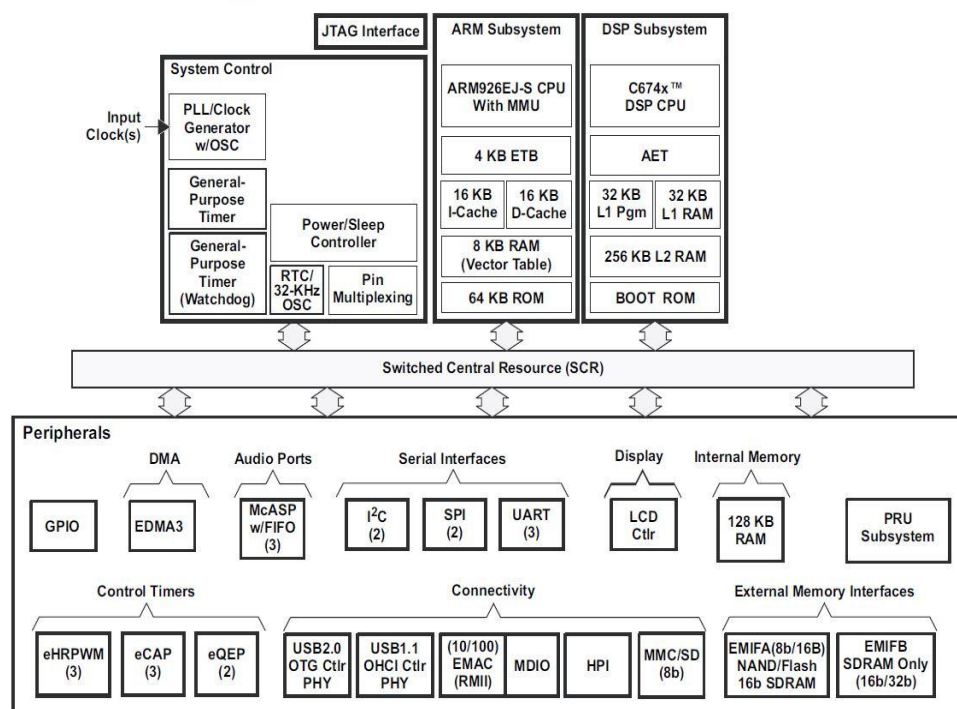 JTAG Interface
ARM Subsystem
DSP Subsystem
System Control
Input
Clock(s)
PLL/Clock
Generator
w/OSC
General-
Purpose
Timer
General-
Purpose
Timer
(Watchdog)
Power/Sleep
Controller
RTC/
32-KHz
OSC
Pin
Multiplexing
ARM926EJ-S CPU
With MMU
4 KB ETB
16 KB
I-Cache
16 KB
D-Cache
8 KB RAM
(Vector Table)
64 KB ROM
C674x™
DSP CPU
AET
32 KB
L1 Pgm
32 KB
L1 RAM
256 KB L2 RAM
BOOT ROM
Switched Central Resource (SCR)
Peripherals
DMA
Audio Ports
Serial Interfaces
Display
Internal Memory
GPIO
EDMA3
McASP
w/FIFO
(3)
I²C
(2)
SPI
(2)
UART
(3)
LCD
Ctlr
128 KB
RAM
PRU
Subsystem
Control Timers
Connectivity
External Memory Interfaces
eHRPWM
(3)
eCAP
(3)
eQEP
(2)
USB2.0
OTG Ctlr
PHY
USB1.1
OHCI Ctlr
PHY
(10/100)
EMAC
(RMII)
MDIO
HPI
MMC/SD
(8b)
EMIFA(8b/16B)
NAND/Flash
16b SDRAM
EMIFB
SDRAM Only
(16b/32b)